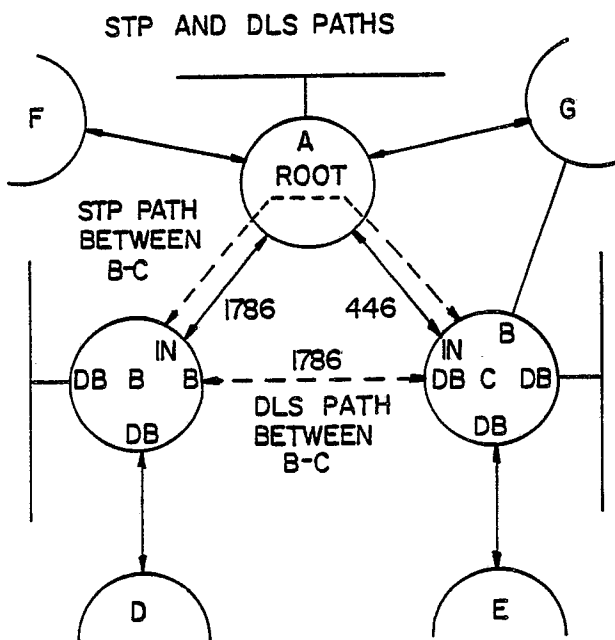 STP AND DLS PATHS
F
G
A
ROOT
STP PATH
BETWEEN
B-C
1786
446
IN
IN
B
1786
DB B B
DB C DB
DLS PATH
BETWEEN
B-C
DB
DB
D
E